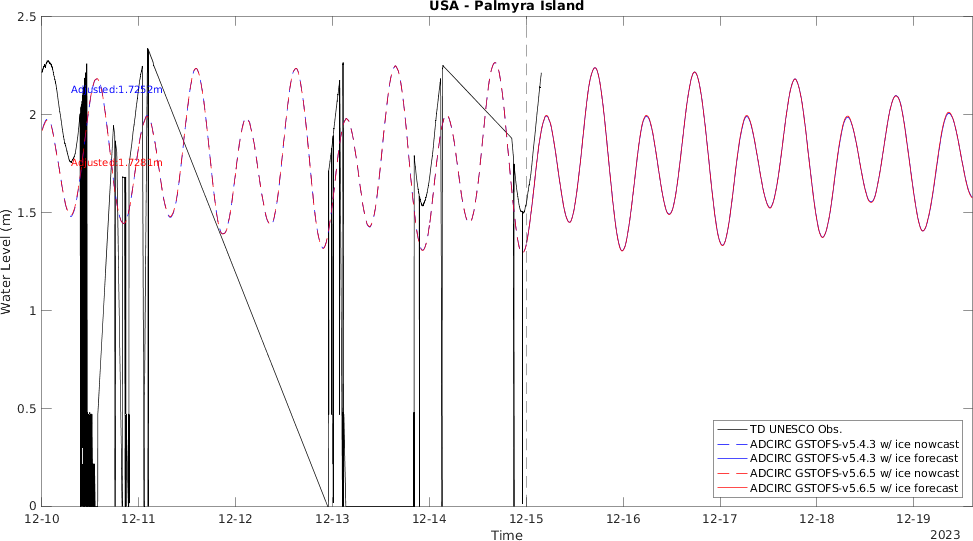 USA - Palmyra Island
2.5
2
1.5
1
0.5
0
Water Level (m)
Adjusted:1.7252m
Adjusted:1.7281m
TD UNESCO Obs.
ADCIRC GSTOFS-v5.4.3 w/ ice nowcast
ADCIRC GSTOFS-v5.4.3 w/ ice forecast
ADCIRC GSTOFS-v5.6.5 w/ ice nowcast
ADCIRC GSTOFS-v5.6.5 w/ ice forecast
12-10 12-11 12-12 12-13 12-14 12-15 12-16 12-17 12-18 12-19
Time
2023